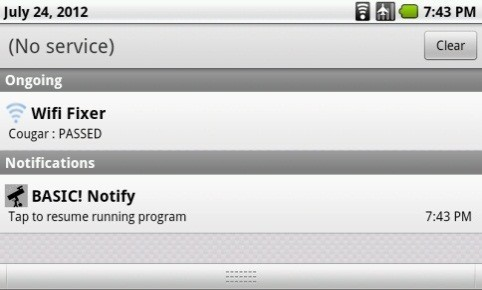 July 24, 2012 7:43 PM
(No service) Clear
Ongoing
Wifi Fixer
Cougar : PASSED
Notifications
BASIC! Notify
Tap to resume running program 7:43 PM